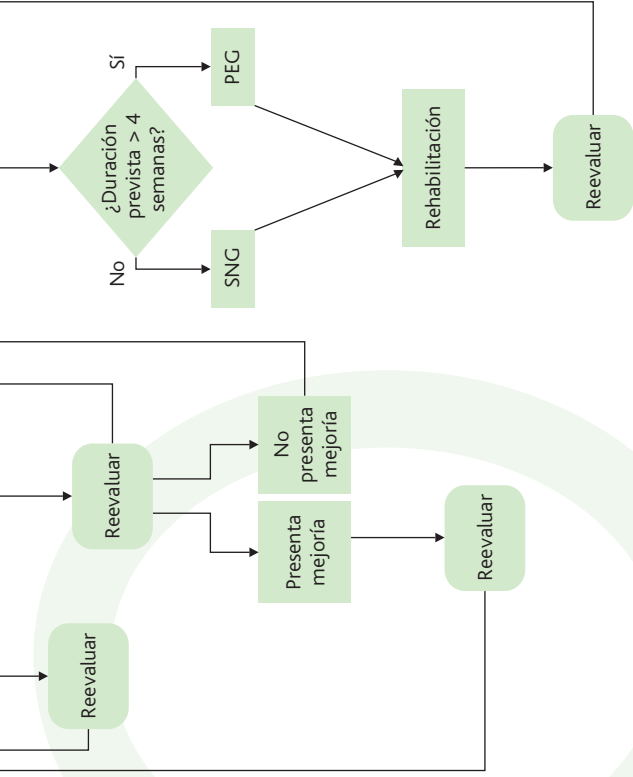 ¿Duración
prevista > 4
semanas?
Sí
No
PEG
SNG
Rehabilitación
Reevaluar
Reevaluar
No
presenta
mejoría
Presenta
mejoría
Reevaluar
Reevaluar